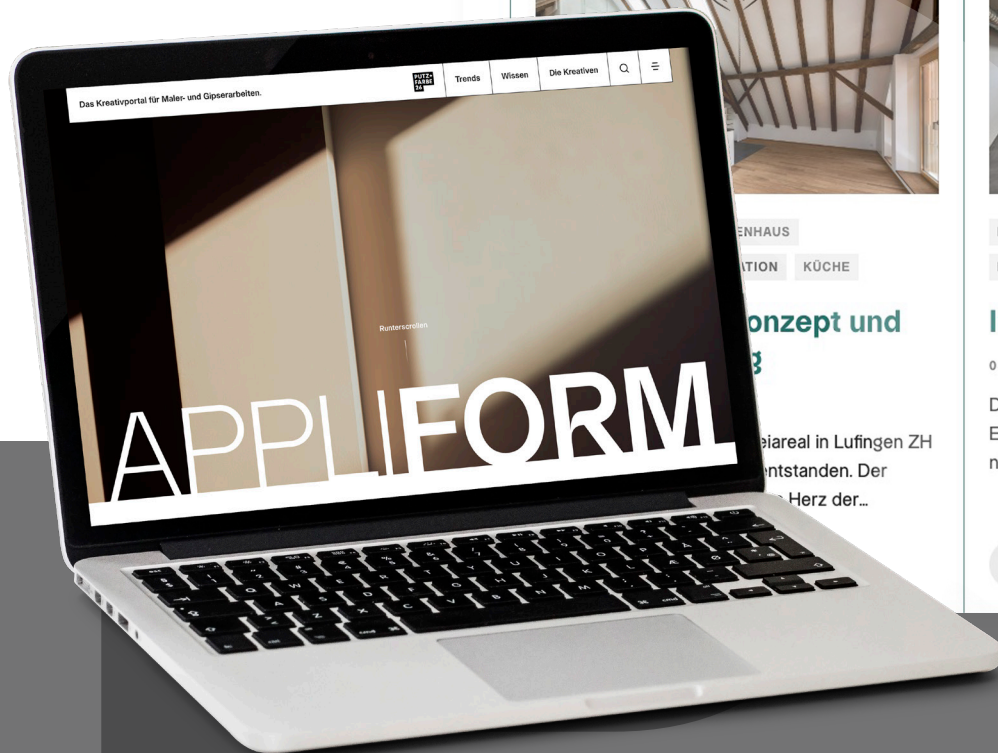 Das Kreativportal für Maler- und Gipserarbeiten.
PUTZ+
FARBE
24
Trends
Wissen
Die Kreativen
Runterscrollen
APPLIFORM
ENHAUS
ATION
KÜCHE
onzept und
g
eiareal in Lufingen ZH
entstanden. Der
Herz der…